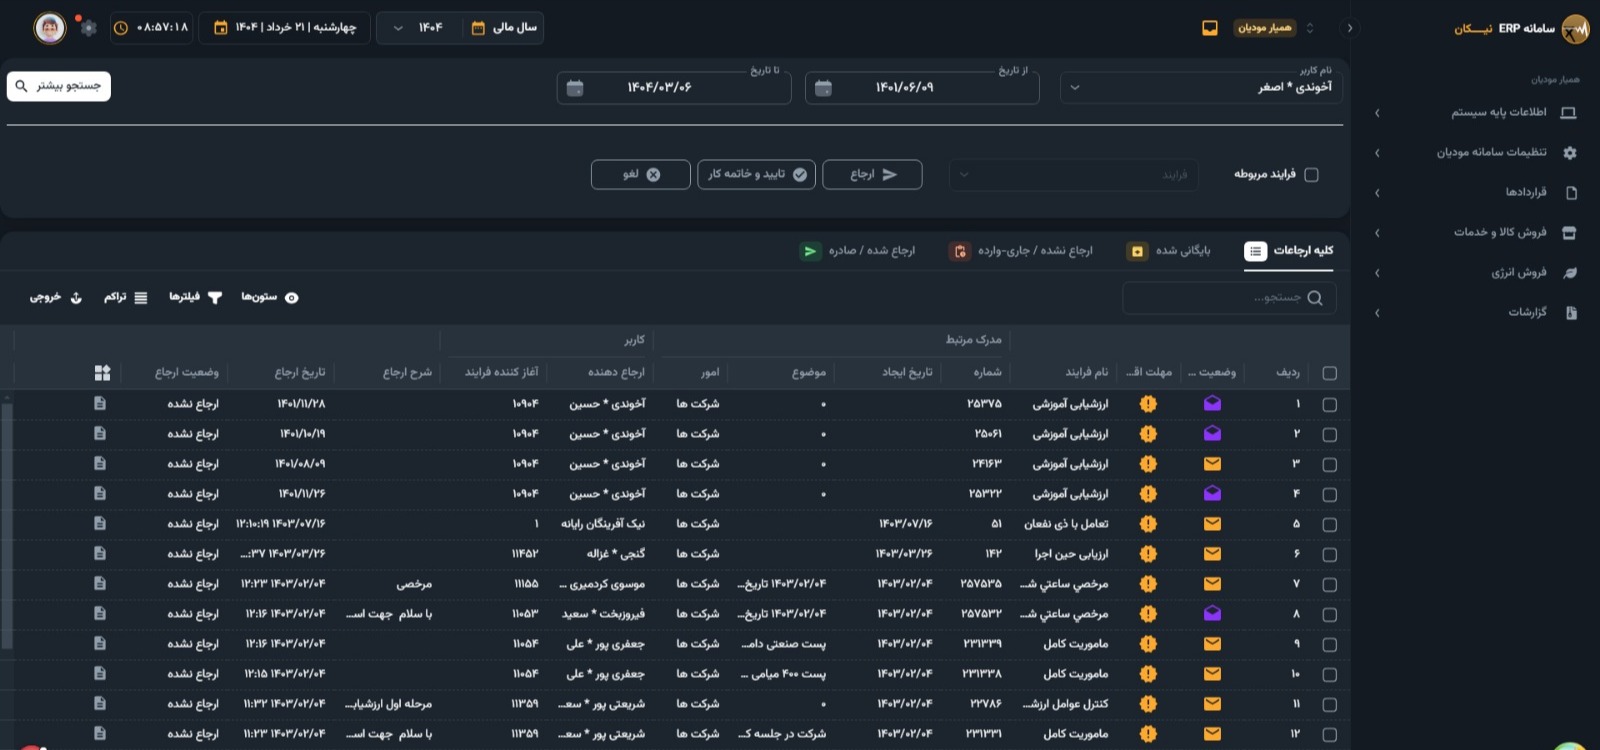 سامانه ERP نیــکان
همیار مودیان
سال مالی ۱۴۰۴
چهارشنبه | ۲۱ خرداد | ۱۴۰۴
۰۸:۵۷:۱۸
همیار مودیان
اطلاعات پایه سیستم
تنظیمات سامانه مودیان
قراردادها
فروش کالا و خدمات
فروش انرژی
گزارشات
نام کاربر
آخوندی * اصغر
از تاریخ
۱۴۰۱/۰۶/۰۹
تا تاریخ
۱۴۰۴/۰۳/۰۶
جستجو بیشتر
فرایند مربوطه
فرایند
ارجاع
تایید و خاتمه کار
لغو
کلیه ارجاعات
بایگانی شده
ارجاع نشده / جاری-وارده
ارجاع شده / صادره
جستجو...
ستون‌ها
فیلترها
تراکم
خروجی
مدرک مرتبط
کاربر
ردیف وضعیت ... مهلت اقـ... نام فرایند شماره تاریخ ایجاد موضوع امور ارجاع دهنده آغاز کننده فرایند شرح ارجاع تاریخ ارجاع وضعیت ارجاع
۱ ارزشیابی آموزشی ۲۵۳۷۵ ۰ شرکت ها آخوندی * حسین ۱۰۹۰۴ ۱۴۰۱/۱۱/۲۸ ارجاع نشده
۲ ارزشیابی آموزشی ۲۵۰۶۱ ۰ شرکت ها آخوندی * حسین ۱۰۹۰۴ ۱۴۰۱/۱۰/۱۹ ارجاع نشده
۳ ارزشیابی آموزشی ۲۴۱۶۳ ۰ شرکت ها آخوندی * حسین ۱۰۹۰۴ ۱۴۰۱/۰۸/۰۹ ارجاع نشده
۴ ارزشیابی آموزشی ۲۵۳۲۲ ۰ شرکت ها آخوندی * حسین ۱۰۹۰۴ ۱۴۰۱/۱۱/۲۶ ارجاع نشده
۵ تعامل با ذی نفعان ۵۱ ۱۴۰۳/۰۷/۱۶ شرکت ها نیک آفرینگان رایانه ۱ ۱۴۰۳/۰۷/۱۶ ۱۲:۱۰:۱۹ ارجاع نشده
۶ ارزیابی حین اجرا ۱۴۲ ۱۴۰۳/۰۳/۲۶ شرکت ها گنجی * غزاله ۱۱۴۵۲ ۱۴۰۳/۰۳/۲۶ ۳۷:... ارجاع نشده
۷ مرخصي ساعتي شـ... ۲۵۷۵۳۵ ۱۴۰۳/۰۲/۰۴ ۱۴۰۳/۰۲/۰۴ تاریخ... شرکت ها موسوی کردمیری ... ۱۱۱۵۵ مرخصی ۱۴۰۳/۰۲/۰۴ ۱۲:۲۳ ارجاع نشده
۸ مرخصي ساعتي شـ... ۲۵۷۵۳۲ ۱۴۰۳/۰۲/۰۴ ۱۴۰۳/۰۲/۰۴ تاریخ... شرکت ها فیروزبخت * سعید ۱۱۰۵۳ با سلام جهت اسـ... ۱۴۰۳/۰۲/۰۴ ۱۲:۱۶ ارجاع نشده
۹ ماموریت کامل ۲۳۱۳۳۹ ۱۴۰۳/۰۲/۰۴ پست صنعتی دامـ... شرکت ها جعفری پور * علی ۱۱۰۵۴ ۱۴۰۳/۰۲/۰۴ ۱۲:۱۶ ارجاع نشده
۱۰ ماموریت کامل ۲۳۱۳۳۸ ۱۴۰۳/۰۲/۰۴ پست ۴۰۰ میامی ... شرکت ها جعفری پور * علی ۱۱۰۵۴ ۱۴۰۳/۰۲/۰۴ ۱۲:۱۵ ارجاع نشده
۱۱ کنترل عوامل ارزشـ... ۲۲۷۸۶ ۱۴۰۳/۰۲/۰۴ ۰ شرکت ها شریعتی پور * سعـ... ۱۱۳۵۹ مرحله اول ارزشیابـ... ۱۴۰۳/۰۲/۰۴ ۱۱:۳۲ ارجاع نشده
۱۲ ماموریت کامل ۲۳۱۳۳۱ ۱۴۰۳/۰۲/۰۴ شرکت در جلسه کـ... شرکت ها شریعتی پور * سعـ... ۱۱۳۵۹ با سلام جهت اسـ... ۱۴۰۳/۰۲/۰۴ ۱۱:۲۳ ارجاع نشده